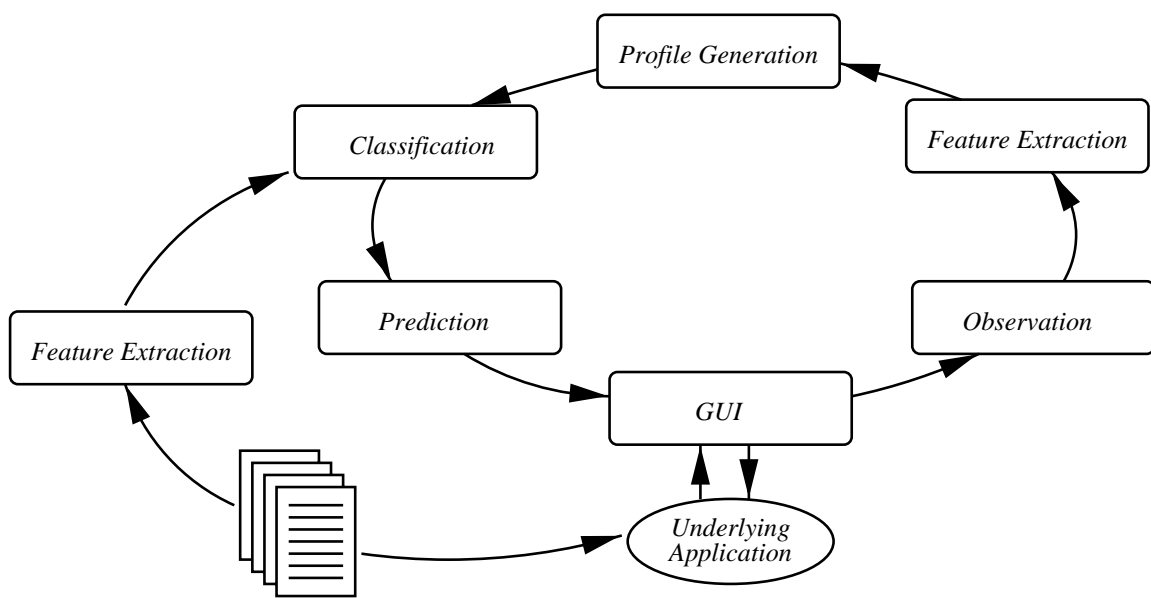 Profile Generation
Classification
Feature Extraction
Prediction
Observation
Feature Extraction
GUI
Underlying
Application